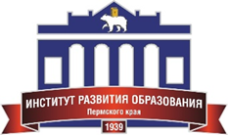 ИНСТИТУТ РАЗВИТИЯ ОБРАЗОВАНИЯ
Пермского края
1939